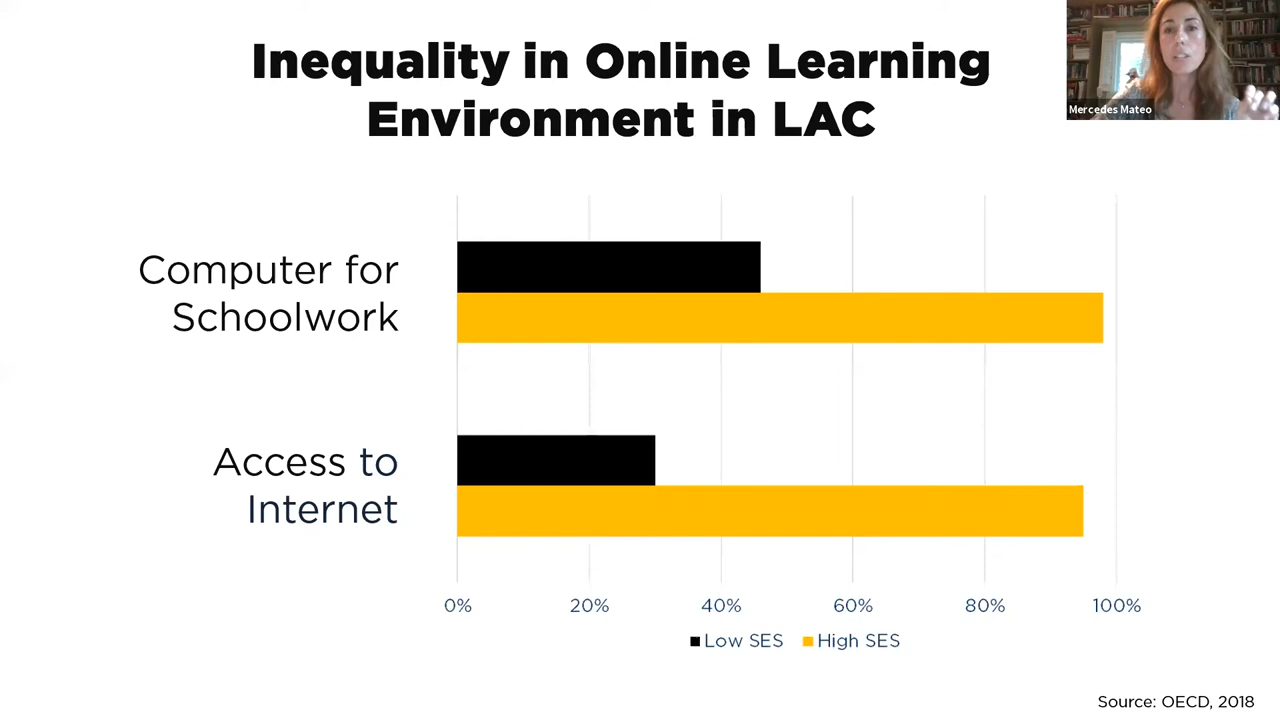 Inequality in Online Learning
Environment in LAC
Mercedes Mateo
Computer for
Schoolwork
Access to
Internet
0% 20% 40% 60% 80% 100%
Low SES High SES
Source: OECD, 2018